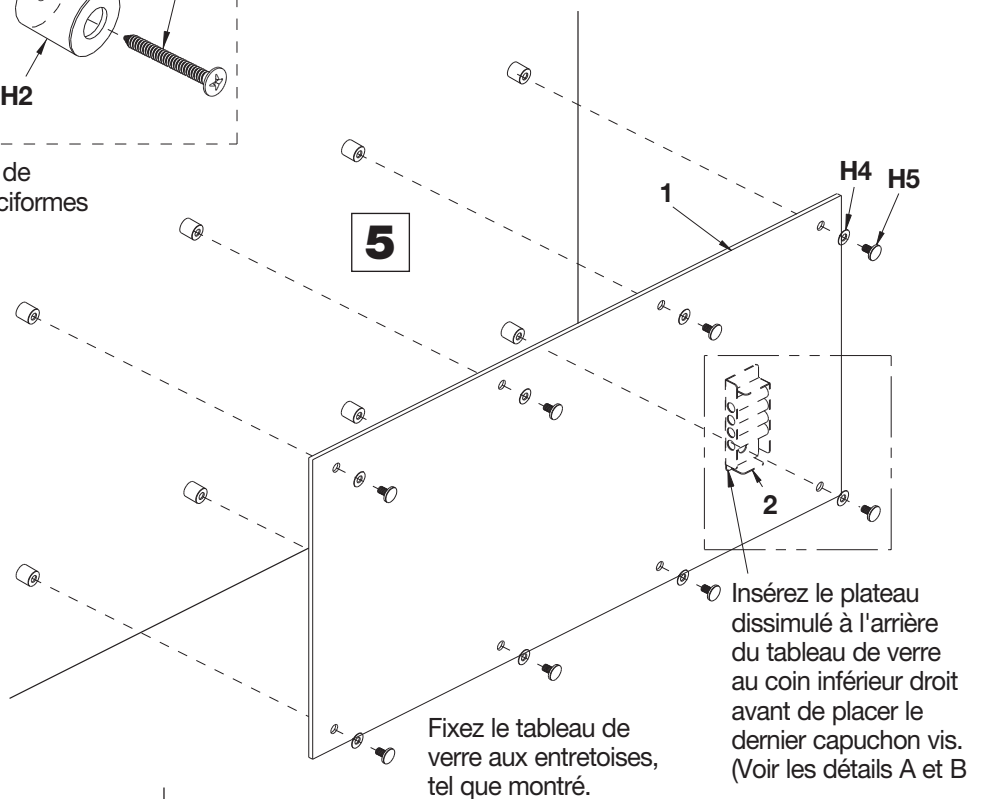 H2
de
ciformes
5
1
H4
H5
2
Insérez le plateau
dissimulé à l'arrière
du tableau de verre
au coin inférieur droit
avant de placer le
dernier capuchon vis.
(Voir les détails A et B
Fixez le tableau de
verre aux entretoises,
tel que montré.